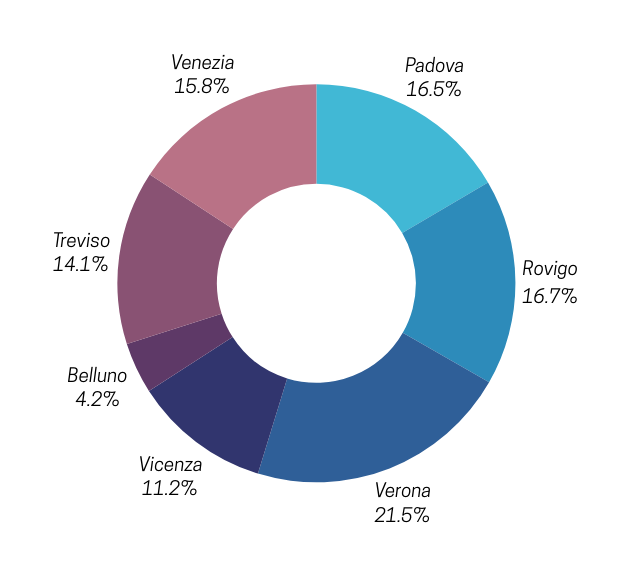 Venezia
15.8%
Padova
16.5%
Treviso
14.1%
Rovigo
16.7%
Belluno
4.2%
Vicenza
11.2%
Verona
21.5%